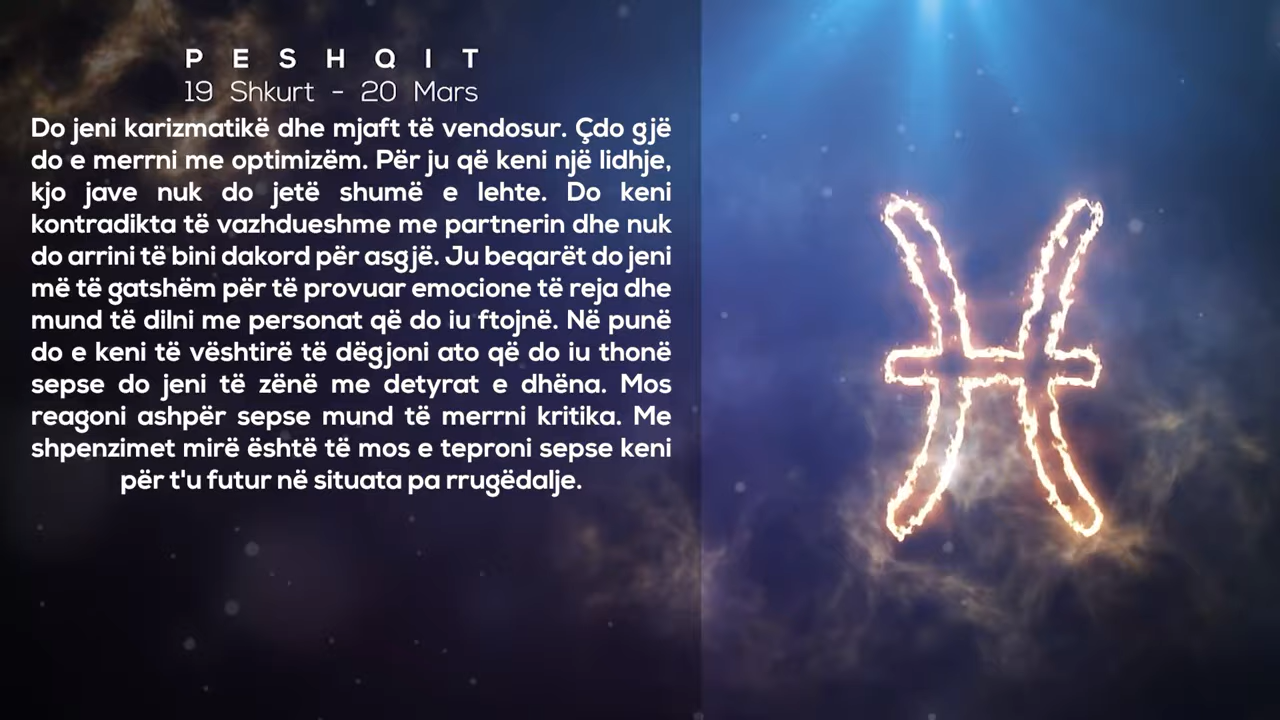 PESHQIT
19 Shkurt - 20 Mars
Do jeni karizmatikë dhe mjaft të vendosur. Çdo gjë
do e merrni me optimizëm. Për ju që keni një lidhje,
kjo jave nuk do jetë shumë e lehte. Do keni
kontradikta të vazhdueshme me partnerin dhe nuk
do arrini të bini dakord për asgjë. Ju beqarët do jeni
më të gatshëm për të provuar emocione të reja dhe
mund të dilni me personat që do iu ftojnë. Në punë
do e keni të vështirë të dëgjoni ato që do iu thonë
sepse do jeni të zënë me detyrat e dhëna. Mos
reagoni ashpër sepse mund të merrni kritika. Me
shpenzimet mirë është të mos e teproni sepse keni
për t'u futur në situata pa rrugëdalje.